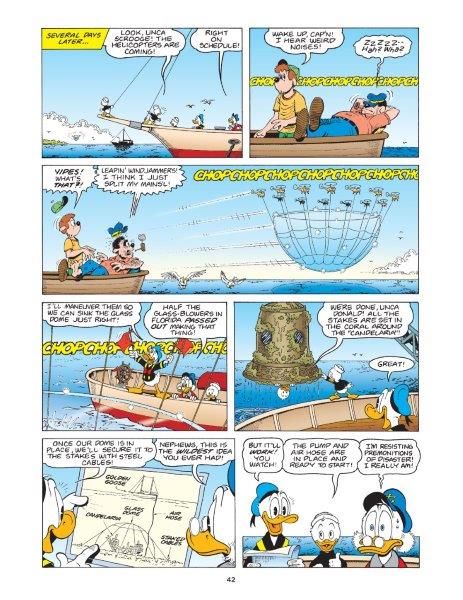 SEVERAL DAYS
LATER...
LOOK, UNCA
SCROOGE! THE
HELICOPTERS ARE
COMING!
RIGHT
ON
SCHEDULE!
WAKE UP, CAP'N!
I HEAR WEIRD
NOISES!
ZZZZZ--
HAH? WHA?
CHOPCHOP
YIPES!
WHAT'S
THAT?!
LEAPIN' WINDJAMMERS!
I THINK I JUST
SPLIT MY MAINS'L!
CHOPCHOPCHOPCHOPCHOPCHOP
I'LL MANEUVER THEM SO
WE CAN SINK THE GLASS
DOME JUST RIGHT!
HALF THE
GLASS-BLOWERS IN
FLORIDA PASSED
OUT MAKING THAT
THING!
CHOPCHOP
WE'RE DONE, UNCA
DONALD! ALL THE
STAKES ARE SET IN
THE CORAL AROUND
THE "CANDELARIA"!
GREAT!
ONCE OUR DOME IS IN
PLACE, WE'LL SECURE IT TO
THE STAKES WITH STEEL
CABLES!
NEPHEWS, THIS IS
THE WILDEST IDEA
YOU EVER HAD!
GOLDEN
GOOSE
CANDELARIA
GLASS
DOME
AIR
HOSE
STAKED
CABLES
BUT IT'LL
WORK!
YOU
WATCH!
THE PUMP AND
AIR HOSE ARE
IN PLACE AND
READY TO START!
I'M RESISTING
PREMONITIONS
OF DISASTER!
I REALLY AM!
42